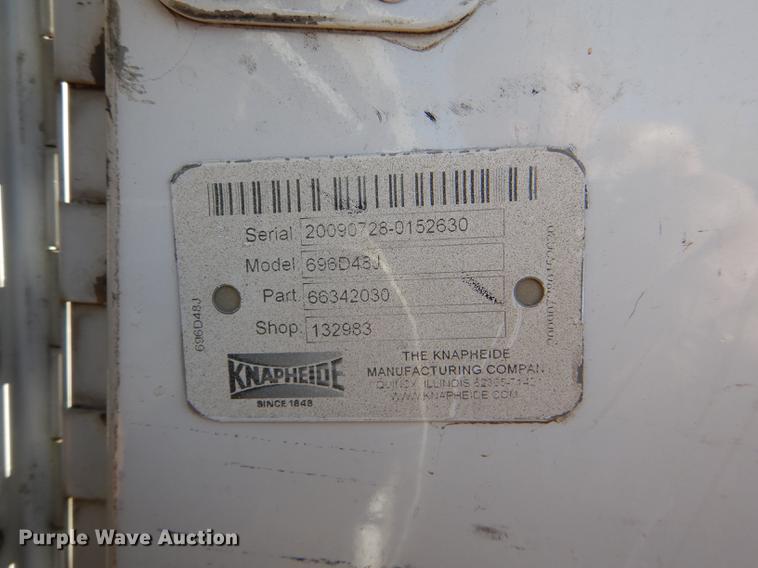 Serial 20090728-0152630
Model 696D48J
Part 66342030
Shop: 132983
696D48J
KNAPHEIDE
SINCE 1848
THE KNAPHEIDE
MANUFACTURING COMPAN
QUINCY, ILLINOIS
WWW.KNAPHEIDE.COM
Purple Wave Auction®